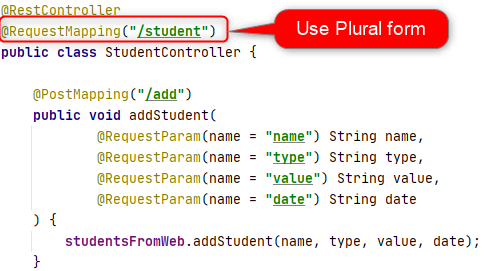 @RestController
@RequestMapping("/student")
Use Plural form
public class StudentController {
@PostMapping("/add")
public void addStudent(
@RequestParam(name = "name") String name,
@RequestParam(name = "type") String type,
@RequestParam(name = "value") String value,
@RequestParam(name = "date") String date
) {
studentsFromWeb.addStudent(name, type, value, date);
}